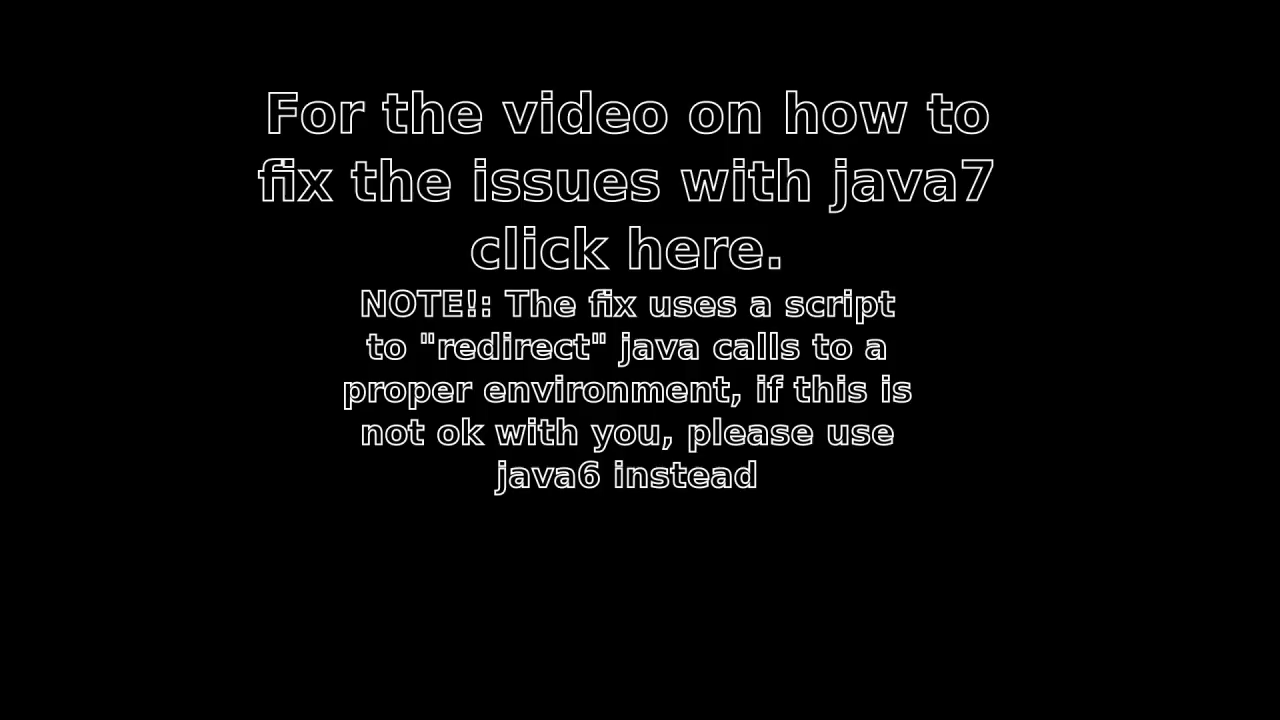 For the video on how to
fix the issues with java7
click here.
NOTE!: The fix uses a script
to "redirect" java calls to a
proper environment, if this is
not ok with you, please use
java6 instead